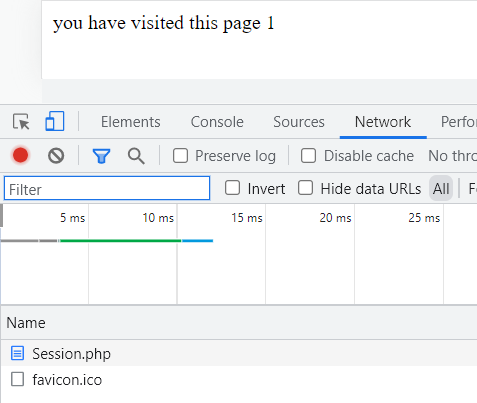 you have visited this page 1
Elements Console Sources Network Perfo
Preserve log Disable cache No thro
Filter Invert Hide data URLs All Fe
5 ms 10 ms 15 ms 20 ms 25 ms
Name
Session.php
favicon.ico